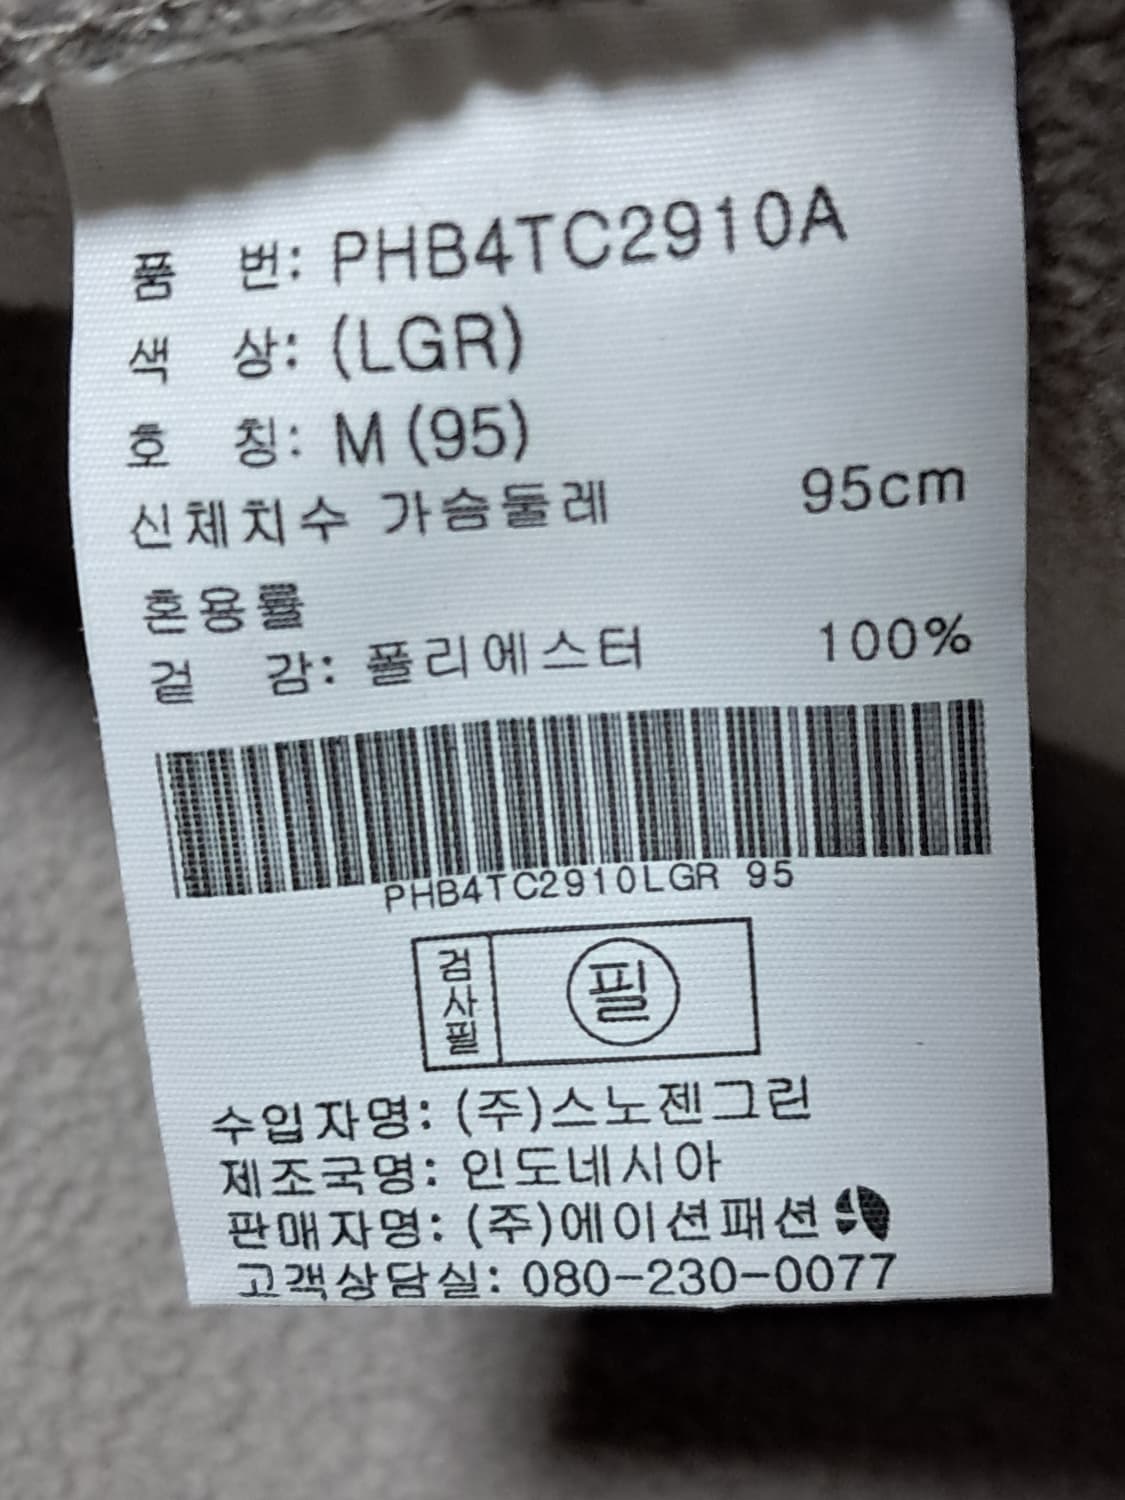 품 번: PHB4TC2910A
색 상: (LGR)
호 칭: M (95)
신체치수 가슴둘레 95cm
혼용률
겉 감: 폴리에스터 100%
PHB4TC2910LGR 95
검사필 필
수입자명: (주)스노젠그린
제조국명: 인도네시아
판매자명: (주)에이션패션
고객상담실: 080-230-0077